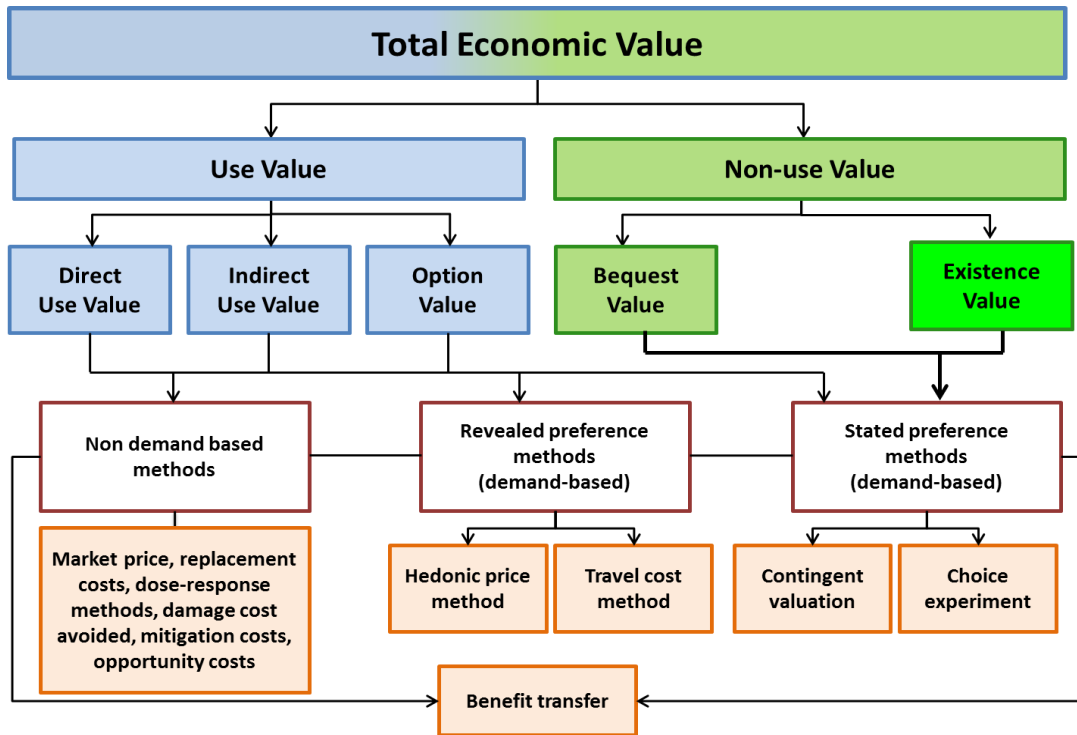 Total Economic Value
Use Value
Non-use Value
Direct
Use Value
Indirect
Use Value
Option
Value
Bequest
Value
Existence
Value
Non demand based
methods
Revealed preference
methods
(demand-based)
Stated preference
methods
(demand-based)
Market price, replacement
costs, dose-response
methods, damage cost
avoided, mitigation costs,
opportunity costs
Hedonic price
method
Travel cost
method
Contingent
valuation
Choice
experiment
Benefit transfer